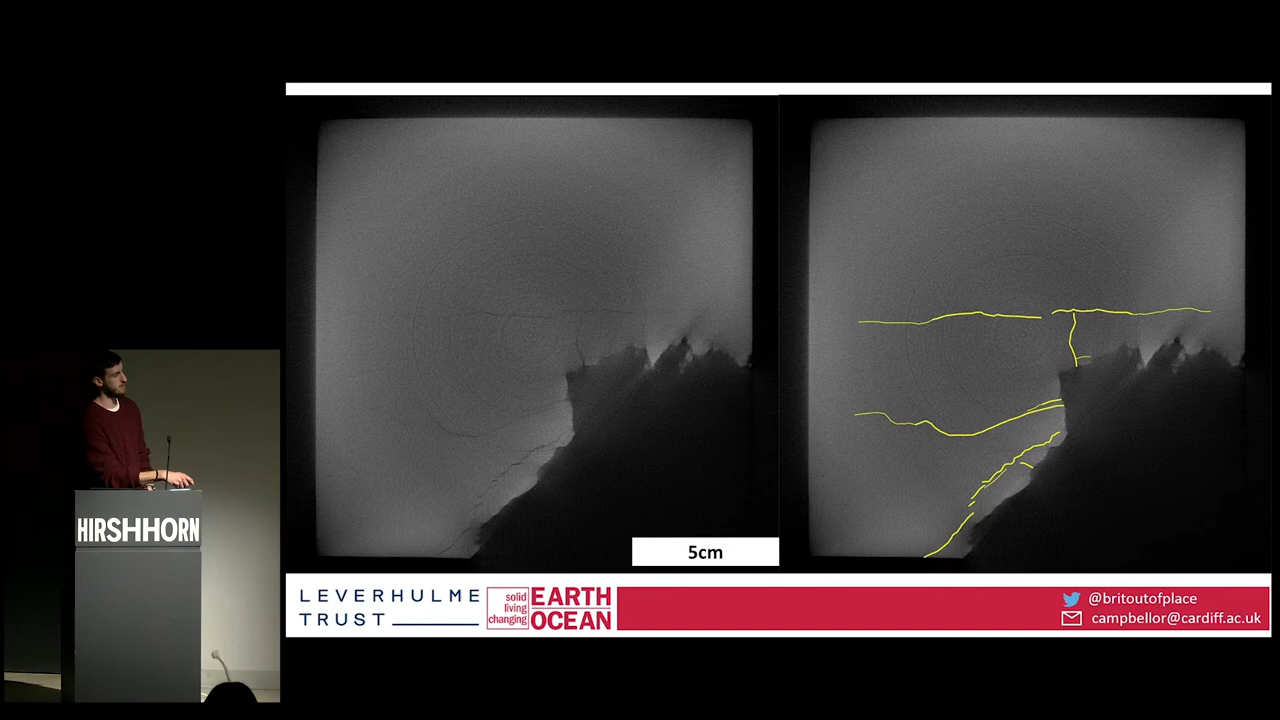 HIRSHHORN
5cm
LEVERHULME
TRUST
solid
living
changing
EARTH
OCEAN
@britoutofplace
campbellor@cardiff.ac.uk